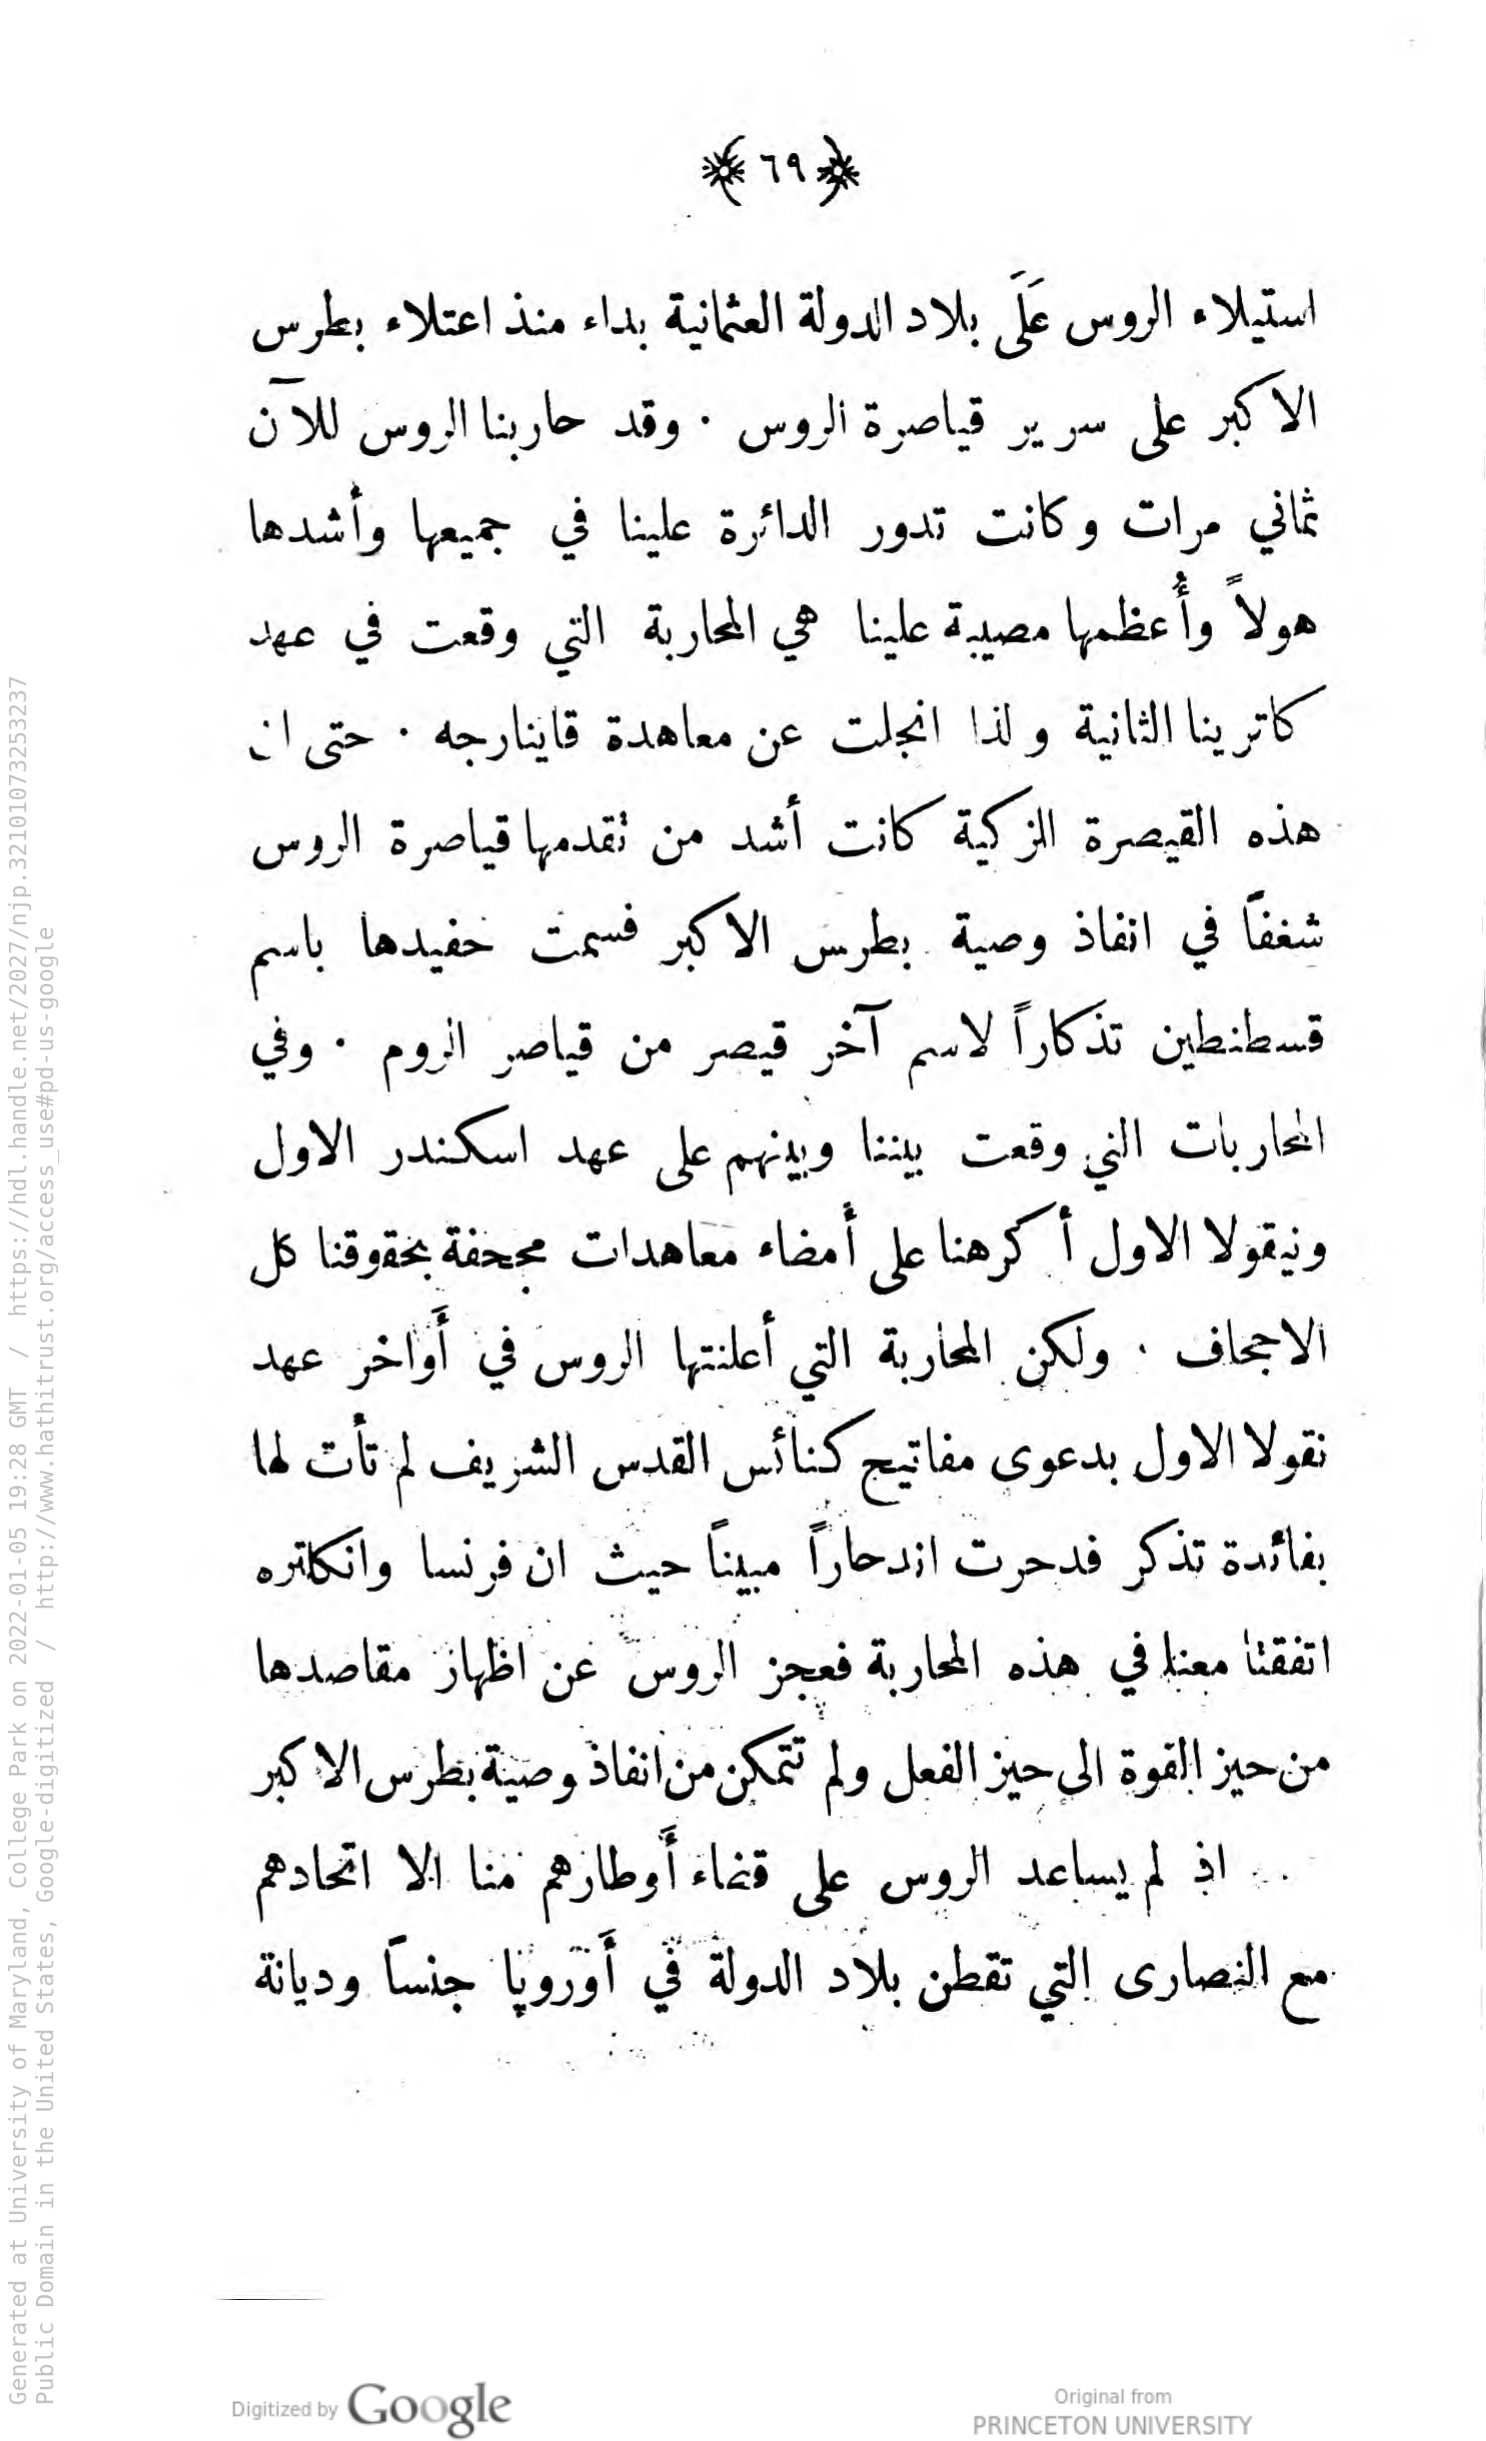 ﴿ ٦٩ ﴾
استيلاء الروس عَلَى بلاد الدولة العثمانية بداء منذ اعتلاء بطرس
الاكبر على سرير قياصرة الروس · وقد حاربنا الروس للآن
ثماني مرات وكانت تدور الدائرة علينا في جميعها وأشدها
هولاً وأعظمها مصيبة علينا هي المحاربة التي وقعت في عهد
كاترينا الثانية ولذا انجلت عن معاهدة قاينارجه · حتى ان
هذه القيصرة الزكية كانت أشد من تقدمها قياصرة الروس
شغفاً في انفاذ وصية بطرس الاكبر فسمت حفيدها باسم
قسطنطين تذكاراً لاسم آخر قيصر من قياصر الروم · وفي
المحاربات التي وقعت بيننا وبينهم على عهد اسكندر الاول
ونيقولا الاول أكرهنا على أمضاء معاهدات مجحفة بحقوقنا كل
الاجحاف · ولكن المحاربة التي أعلنتها الروس في أَواخر عهد
نقولا الاول بدعوى مفاتيح كنائس القدس الشريف لم تأت لها
بفائدة تذكر فدحرت اندحاراً مبيناً حيث ان فرنسا وانكلتره
اتفقتا معنا في هذه المحاربة فعجز الروس عن اظهار مقاصدها
من حيز القوة الى حيز الفعل ولم تتمكن من انفاذ وصية بطرس الاكبر
اذ لم يساعد الروس على قضاء أَوطارهم منا الا اتحادهم
مع النصارى التي تقطن بلاد الدولة في أَوروپا جنساً وديانة
Digitized by Google
Original from
PRINCETON UNIVERSITY
Generated at University of Maryland, College Park on 2022-01-05 19:28 GMT / https://hdl.handle.net/2027/njp.32101073253237
Public Domain in the United States, Google-digitized / http://www.hathitrust.org/access_use#pd-us-google